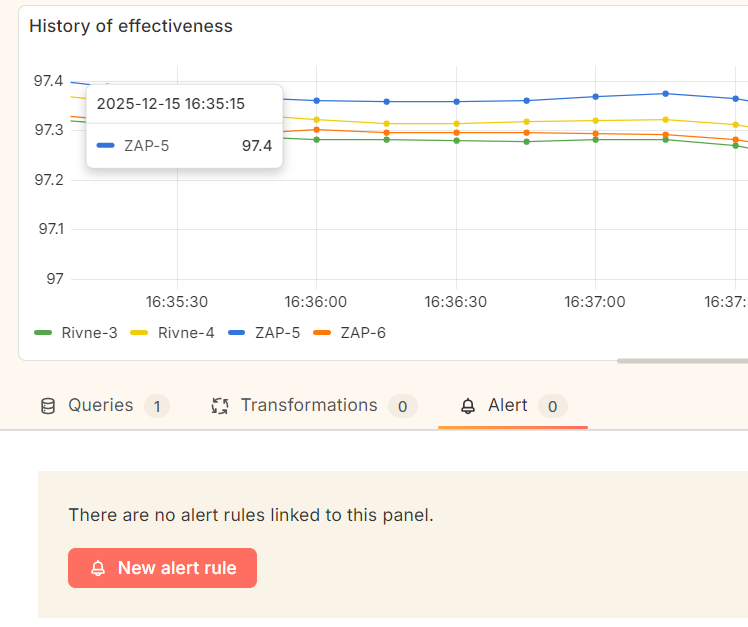 History of effectiveness
97.4
2025-12-15 16:35:15
97.3
ZAP-5 97.4
97.2
97.1
97
16:35:30 16:36:00 16:36:30 16:37:00 16:37:
Rivne-3 Rivne-4 ZAP-5 ZAP-6
Queries 1 Transformations 0 Alert 0
There are no alert rules linked to this panel.
New alert rule